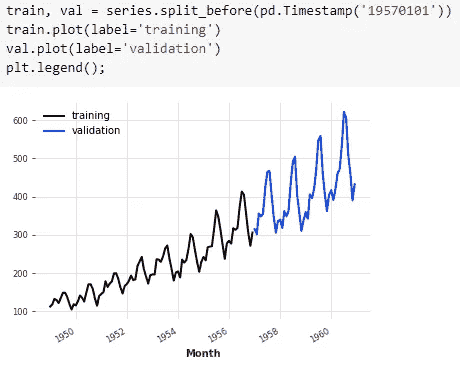 train, val = series.split_before(pd.Timestamp('19570101'))
train.plot(label='training')
val.plot(label='validation')
plt.legend();
training
validation
600
500
400
300
200
100
1950
1952
1954
1956
1958
1960
Month